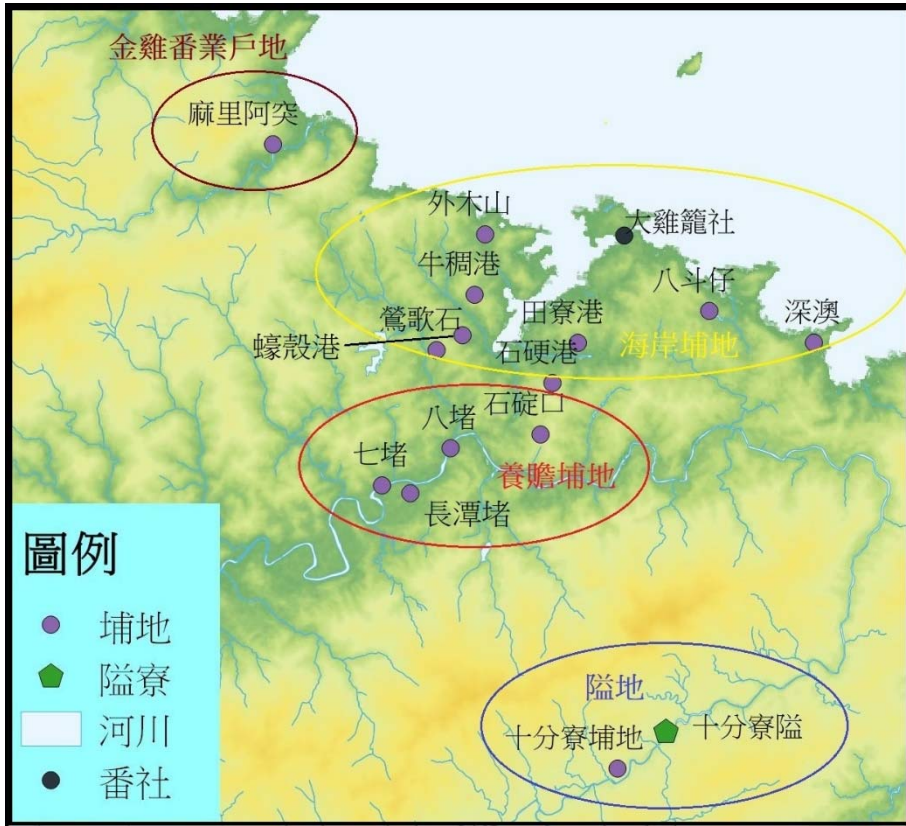 金雞番業戶地
麻里阿突
外木山
大雞籠社
牛稠港
八斗仔
鶯歌石
田寮港
深澳
蠔殼港
石硬港
海岸埔地
石碇口
八堵
七堵
養贍埔地
長潭堵
圖例
埔地
隘寮
河川
番社
隘地
十分寮埔地
十分寮隘